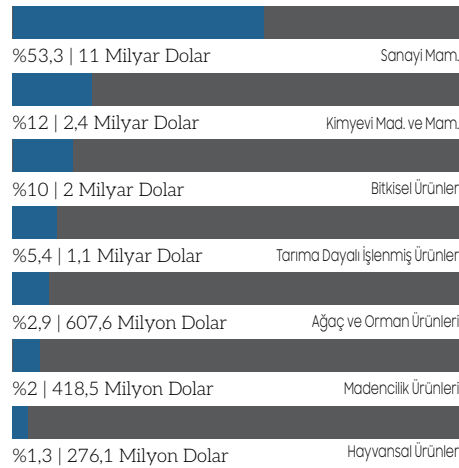 %53,3 | 11 Milyar Dolar Sanayi Mam.
%12 | 2,4 Milyar Dolar Kimyevi Mad. ve Mam.
%10 | 2 Milyar Dolar Bitkisel Ürünler
%5,4 | 1,1 Milyar Dolar Tarıma Dayalı İşlenmiş Ürünler
%2,9 | 607,6 Milyon Dolar Ağaç ve Orman Ürünleri
%2 | 418,5 Milyon Dolar Madencilik Ürünleri
%1,3 | 276,1 Milyon Dolar Hayvansal Ürünler